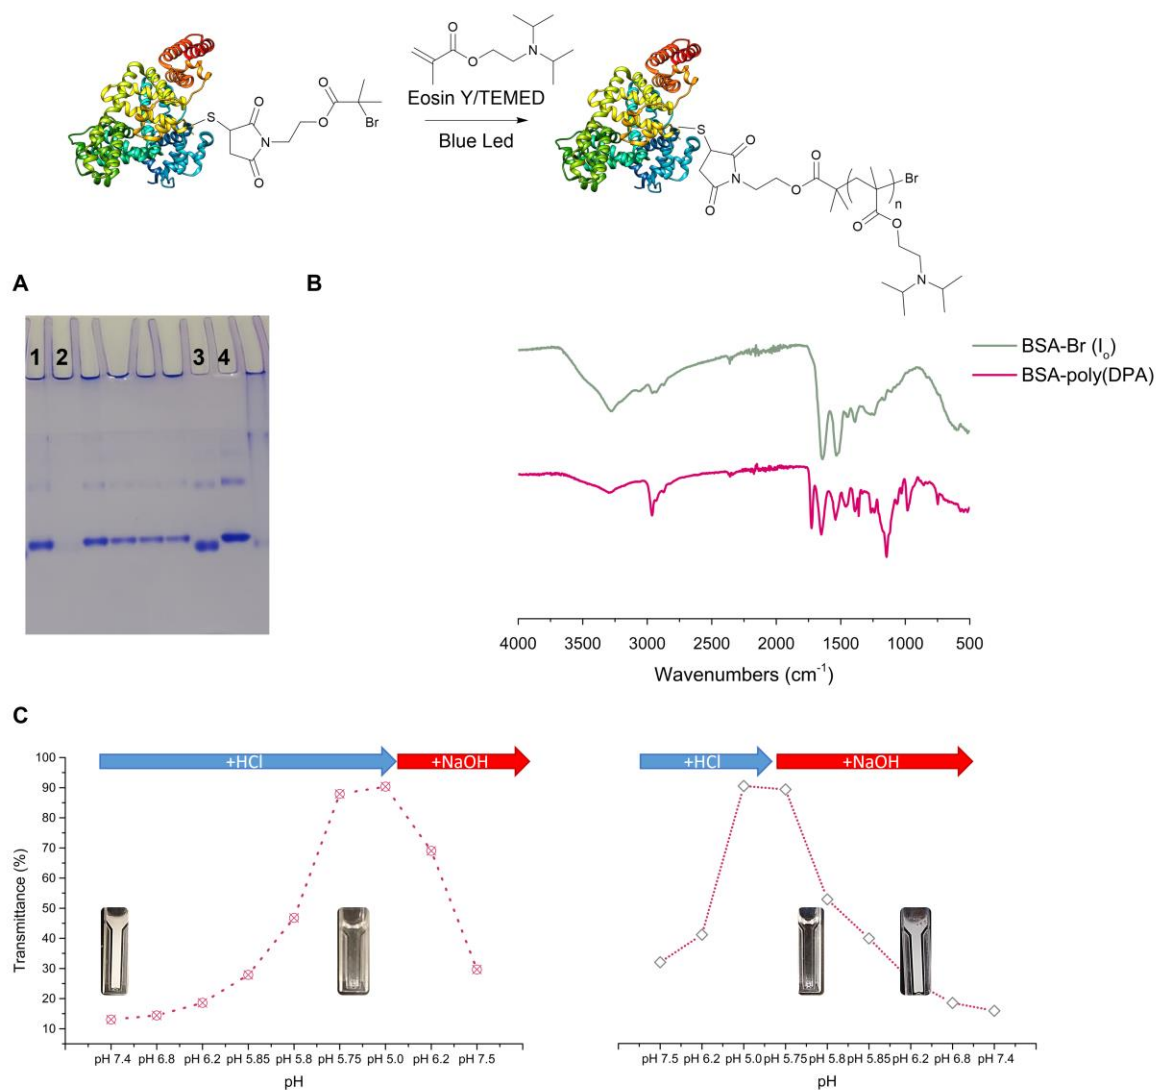 O
N
O
Br
O
S
O
N
O
O
Eosin Y/TEMED
Blue Led
O
S
O
N
O
O
Br
n
O
O
N
A
B
1 2 3 4
BSA-Br (I₀)
BSA-poly(DPA)
4000 3500 3000 2500 2000 1500 1000 500
Wavenumbers (cm⁻¹)
C
+HCl
+NaOH
100
90
80
70
60
50
40
30
20
10
Transmittance (%)
pH 7.4 pH 6.8 pH 6.2 pH 5.85 pH 5.8 pH 5.75 pH 5.0 pH 6.2 pH 7.5
pH
+HCl
+NaOH
pH 7.5 pH 6.2 pH 5.0 pH 5.75 pH 5.8 pH 5.85 pH 6.2 pH 6.8 pH 7.4
pH